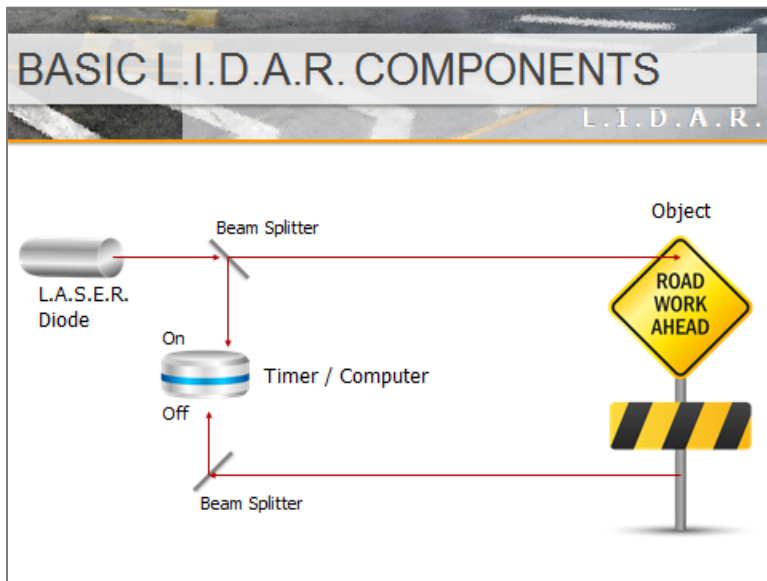 BASIC L.I.D.A.R. COMPONENTS
L.I.D.A.R.
Beam Splitter
Object
L.A.S.E.R.
Diode
ROAD
WORK
AHEAD
On
Timer / Computer
Off
Beam Splitter